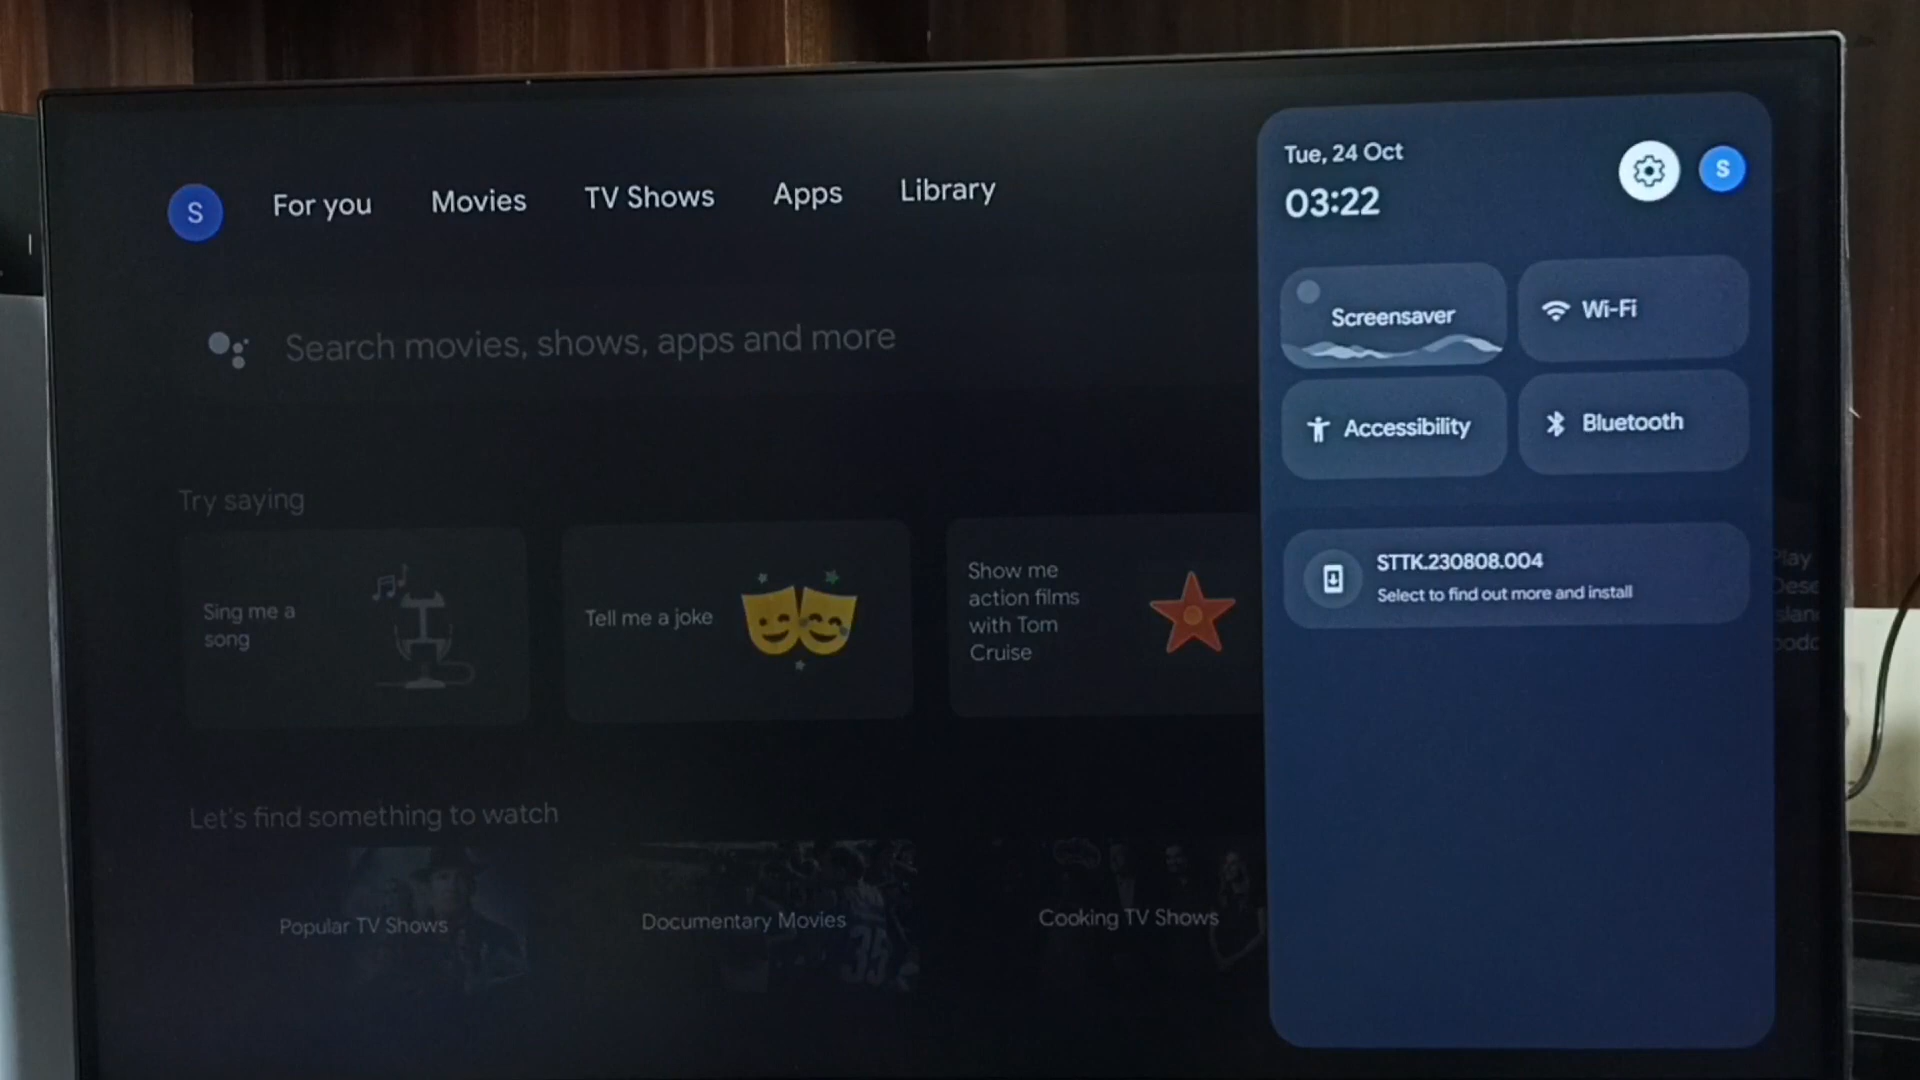 S
For you
Movies
TV Shows
Apps
Library
Search movies, shows, apps and more
Try saying
Sing me a
song
Tell me a joke
Show me
action films
with Tom
Cruise
Let's find something to watch
Popular TV Shows
Documentary Movies
35
Cooking TV Shows
Tue, 24 Oct
03:22
S
Screensaver
Wi-Fi
Accessibility
Bluetooth
STTK.230808.004
Select to find out more and install
Play